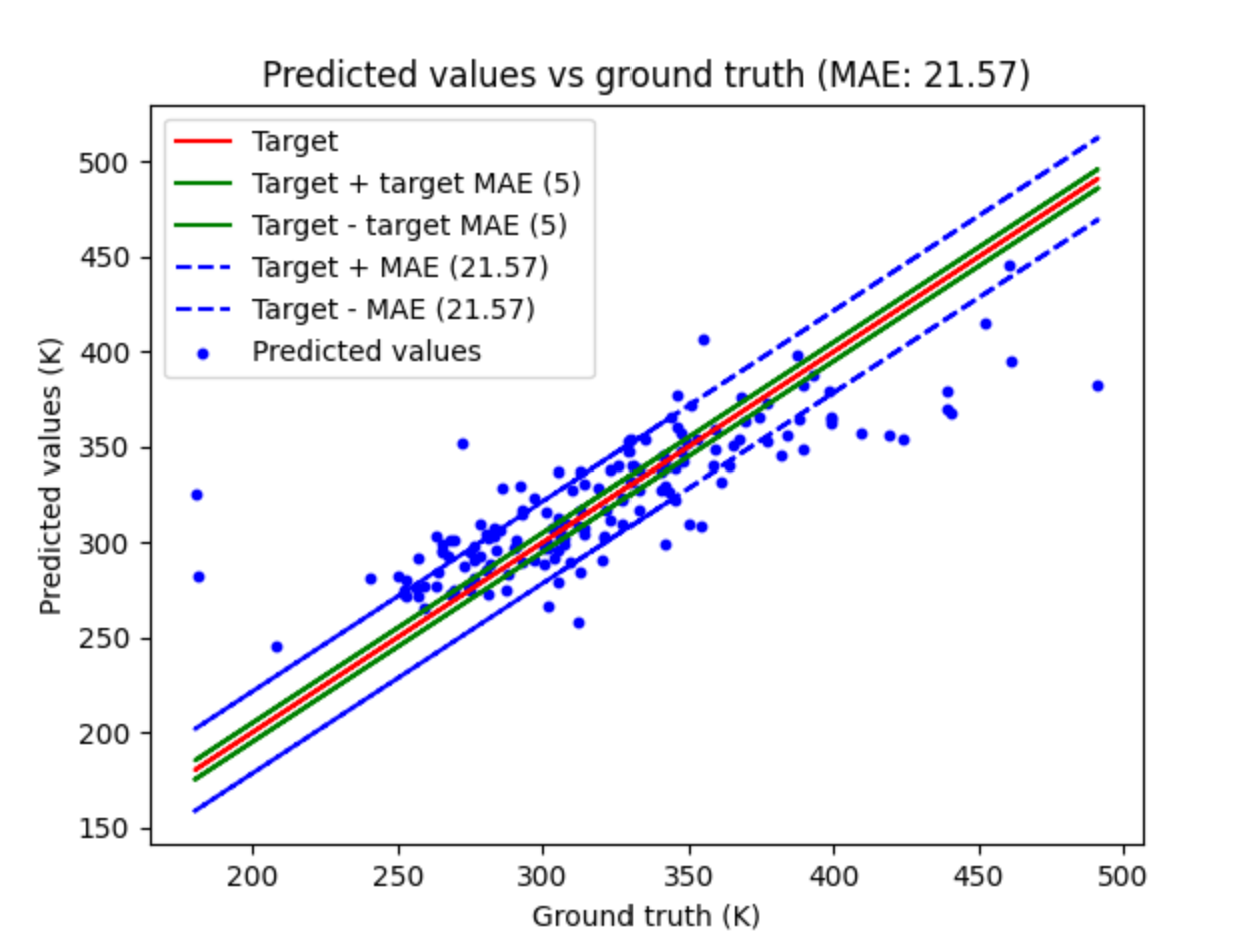 Predicted values vs ground truth (MAE: 21.57)
Target
Target + target MAE (5)
Target - target MAE (5)
Target + MAE (21.57)
Target - MAE (21.57)
Predicted values
Predicted values (K)
500
450
400
350
300
250
200
150
200 250 300 350 400 450 500
Ground truth (K)